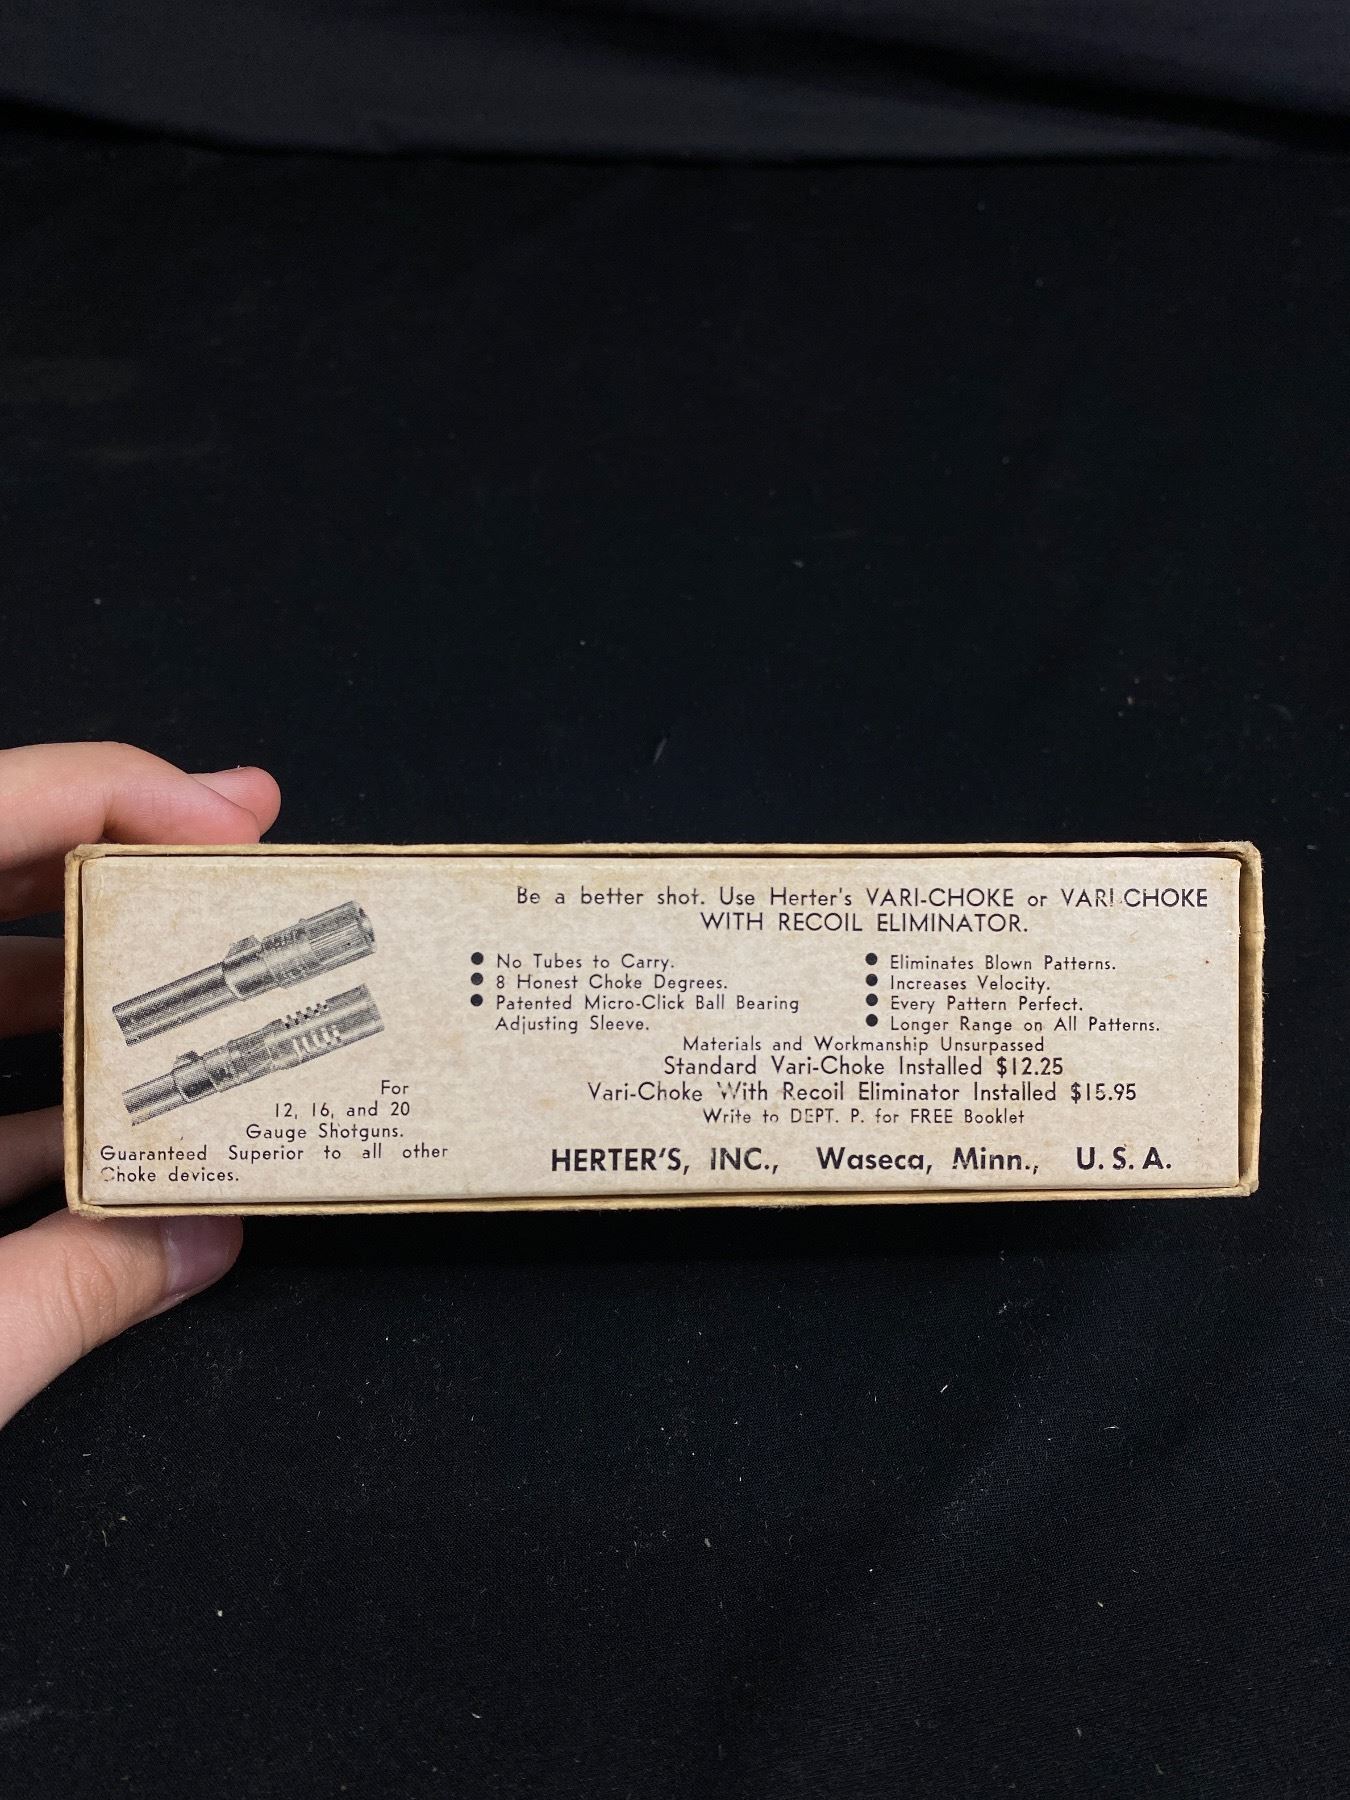 Be a better shot. Use Herter's VARI-CHOKE or VARI CHOKE
WITH RECOIL ELIMINATOR.
● No Tubes to Carry.
● 8 Honest Choke Degrees.
● Patented Micro-Click Ball Bearing
Adjusting Sleeve.
● Eliminates Blown Patterns.
● Increases Velocity.
● Every Pattern Perfect.
● Longer Range on All Patterns.
Materials and Workmanship Unsurpassed
Standard Vari-Choke Installed $12.25
Vari-Choke With Recoil Eliminator Installed $15.95
Write to DEPT. P. for FREE Booklet
HERTER'S, INC., Waseca, Minn., U. S. A.
For
12, 16, and 20
Gauge Shotguns.
Guaranteed Superior to all other
Choke devices.